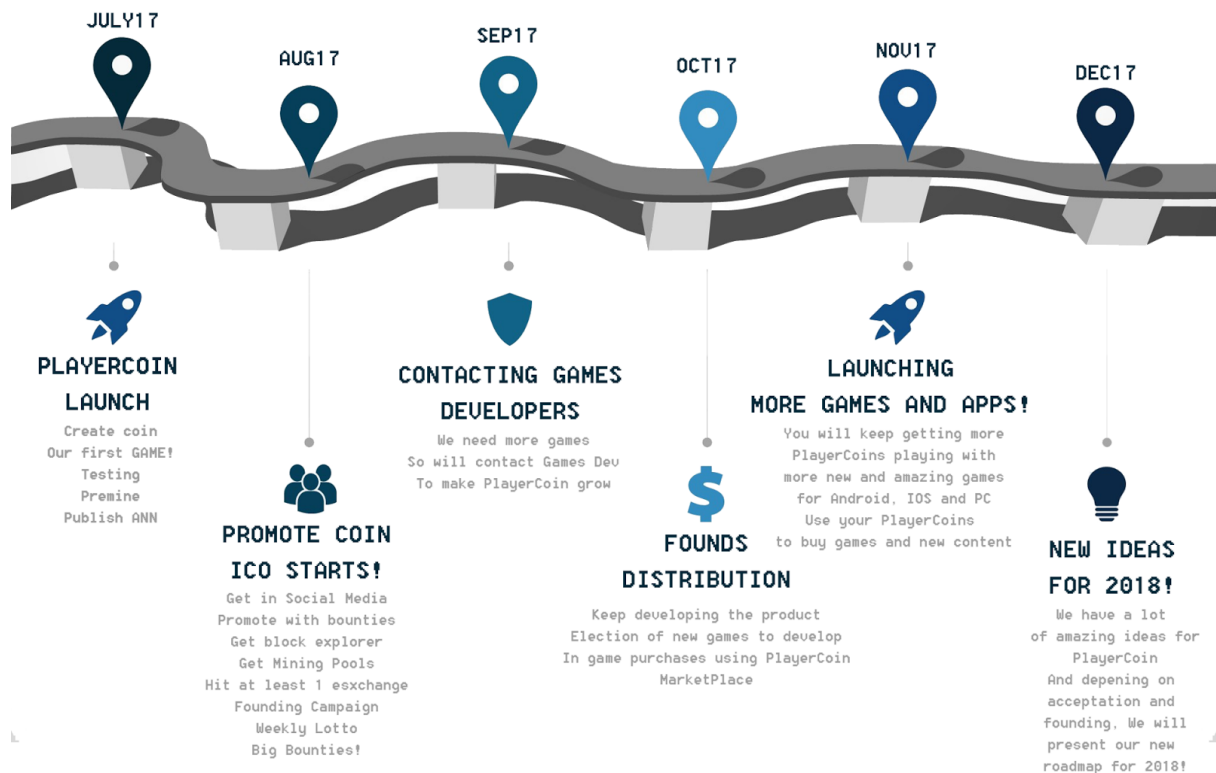 JULY17
AUG17
SEP17
OCT17
NOV17
DEC17
PLAYERCOIN
LAUNCH
Create coin
Our first GAME!
Testing
Premine
Publish ANN
PROMOTE COIN
ICO STARTS!
Get in Social Media
Promote with bounties
Get block explorer
Get Mining Pools
Hit at least 1 esxchange
Founding Campaign
Weekly Lotto
Big Bounties!
CONTACTING GAMES
DEVELOPERS
We need more games
So will contact Games Dev
To make PlayerCoin grow
FOUNDS
DISTRIBUTION
Keep developing the product
Election of new games to develop
In game purchases using PlayerCoin
MarketPlace
LAUNCHING
MORE GAMES AND APPS!
You will keep getting more
PlayerCoins playing with
more new and amazing games
for Android, IOS and PC
Use your PlayerCoins
to buy games and new content
NEW IDEAS
FOR 2018!
We have a lot
of amazing ideas for
PlayerCoin
And depening on
acceptation and
founding, We will
present our new
roadmap for 2018!